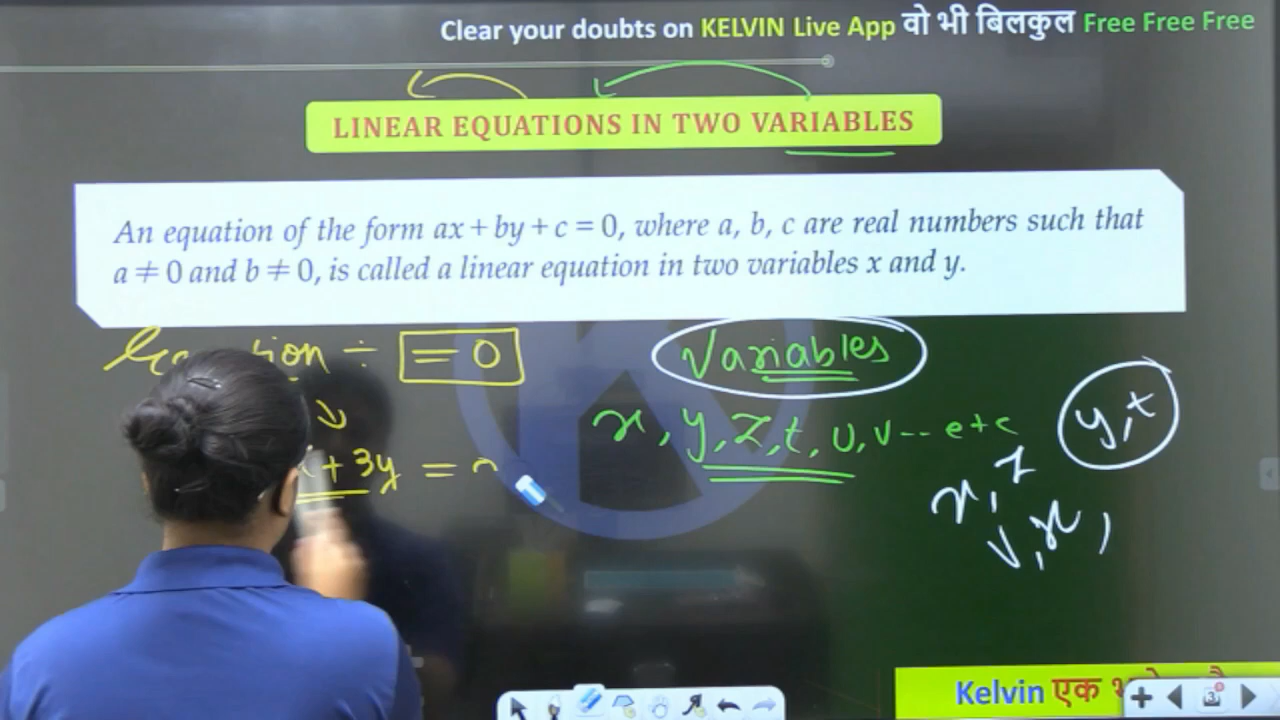 Clear your doubts on KELVIN Live App वो भी बिलकुल Free Free Free
LINEAR EQUATIONS IN TWO VARIABLES
An equation of the form ax + by + c = 0, where a, b, c are real numbers such that
a ≠ 0 and b ≠ 0, is called a linear equation in two variables x and y.
= 0
Variables
x, y, z, t, u, v -- etc
y, t
+ 3y =
x, z
v, x,
Kelvin एक
3